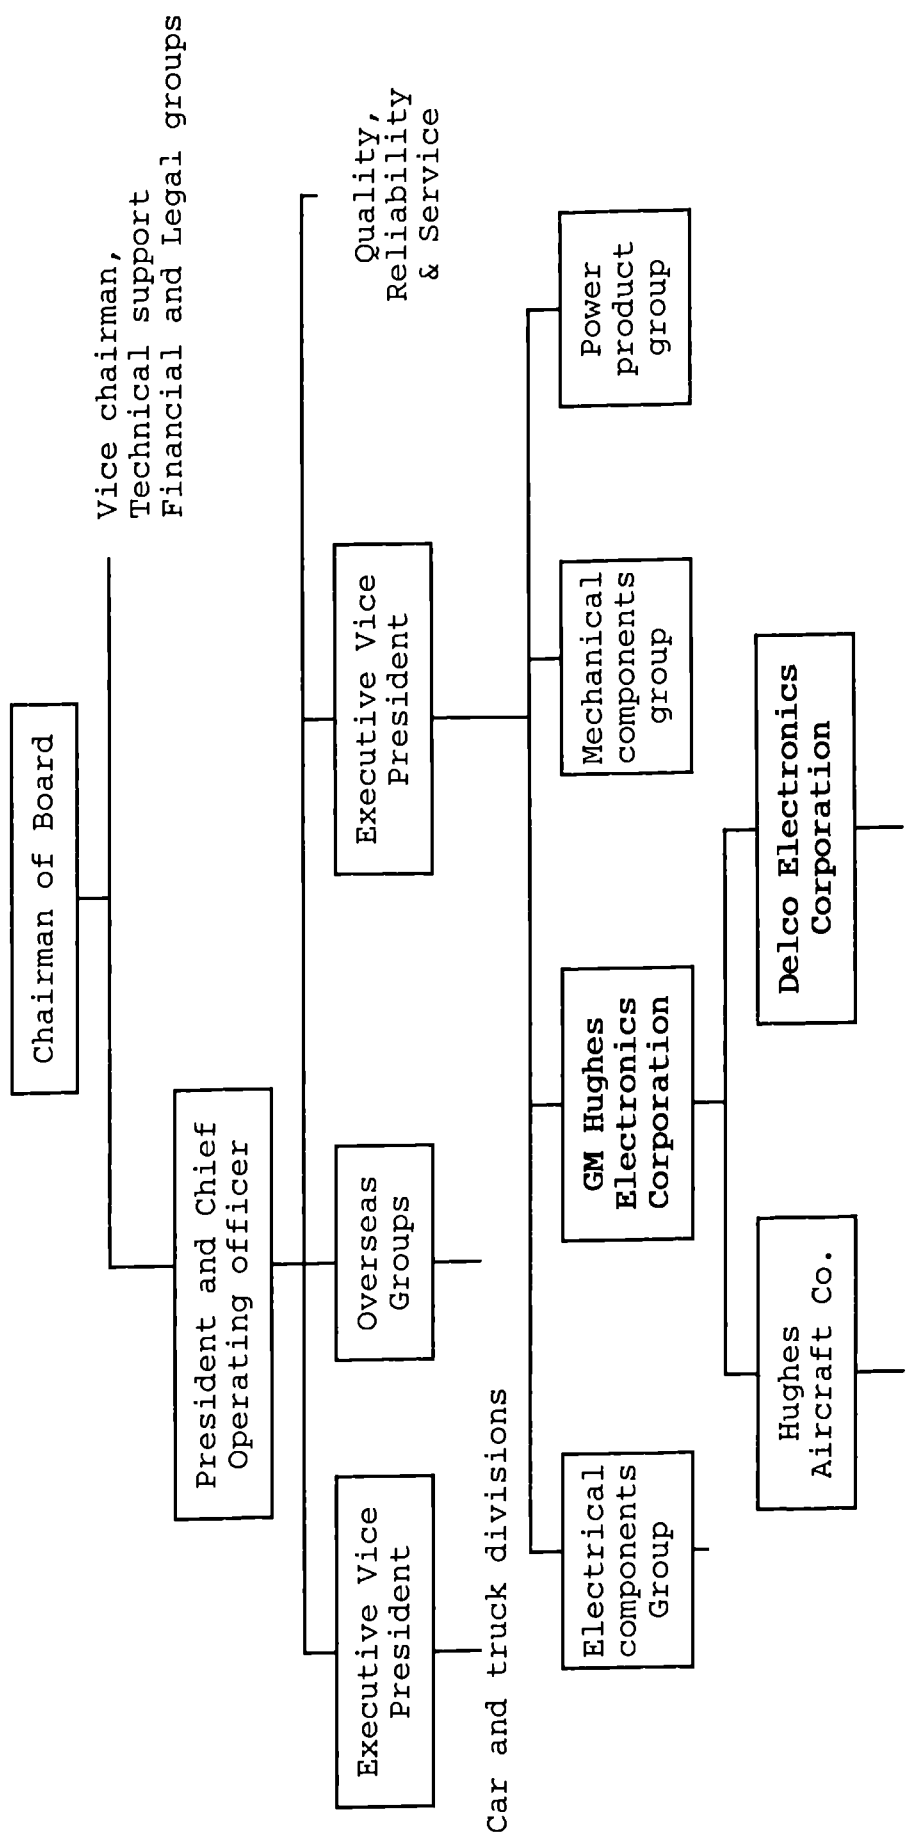 Chairman of Board
Vice chairman,
Technical support
Financial and Legal groups
President and Chief
Operating officer
Executive Vice
President
Overseas
Groups
Executive Vice
President
Quality,
Reliability
& Service
Car and truck divisions
Electrical
components
Group
GM Hughes
Electronics
Corporation
Mechanical
components
group
Power
product
group
Hughes
Aircraft Co.
Delco Electronics
Corporation